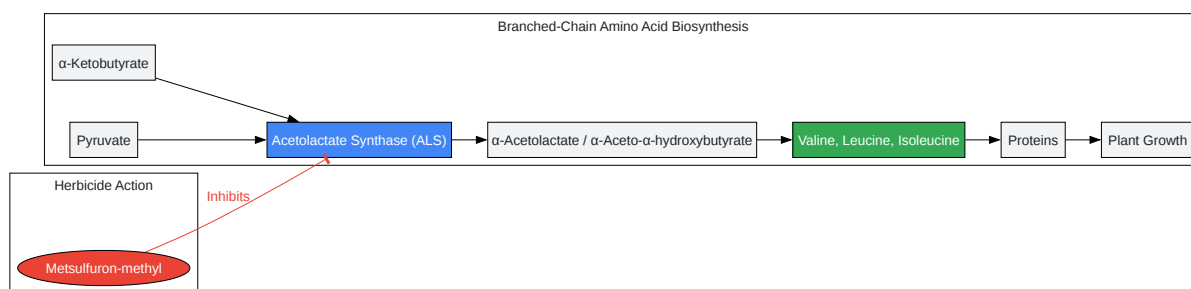 Branched-Chain Amino Acid Biosynthesis
α-Ketobutyrate
Pyruvate
Acetolactate Synthase (ALS)
α-Acetolactate / α-Aceto-α-hydroxybutyrate
Valine, Leucine, Isoleucine
Proteins
Plant Growth
Herbicide Action
Inhibits
Metsulfuron-methyl